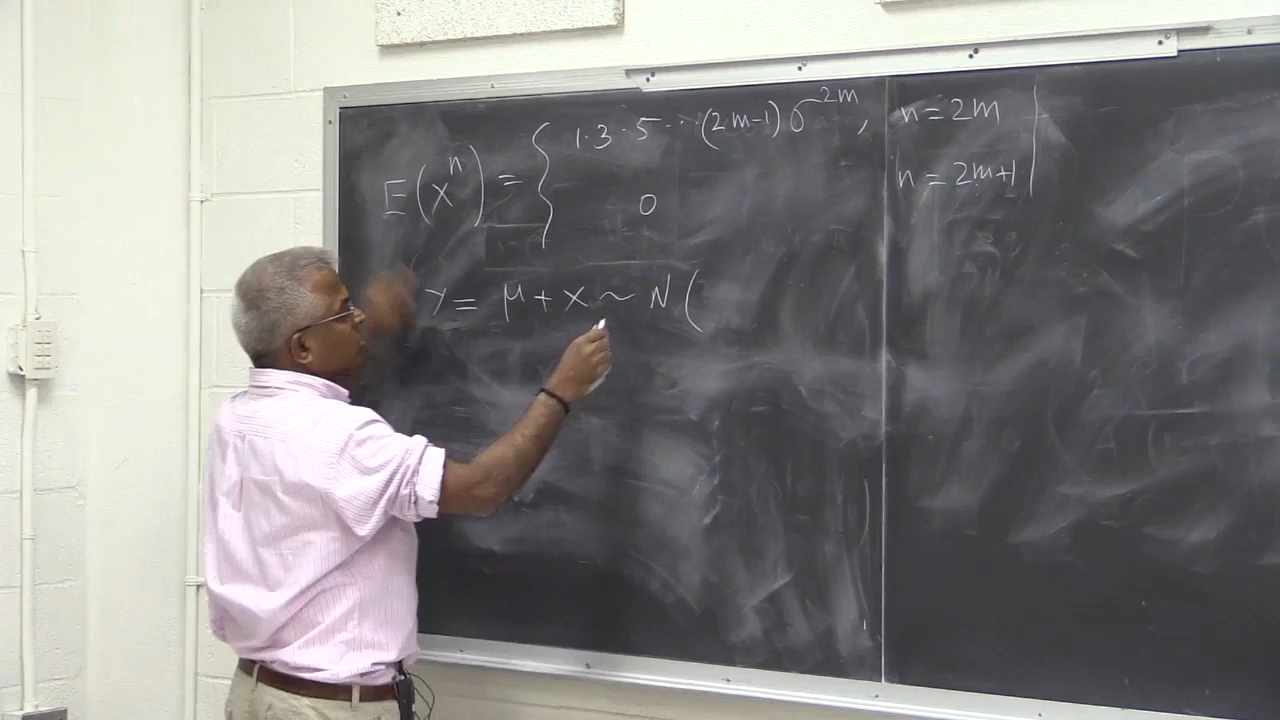 E(x^n) = { 1·3·5···(2m-1)σ^2m, n=2m
0 n=2m+1
Y = μ + X ~ N(